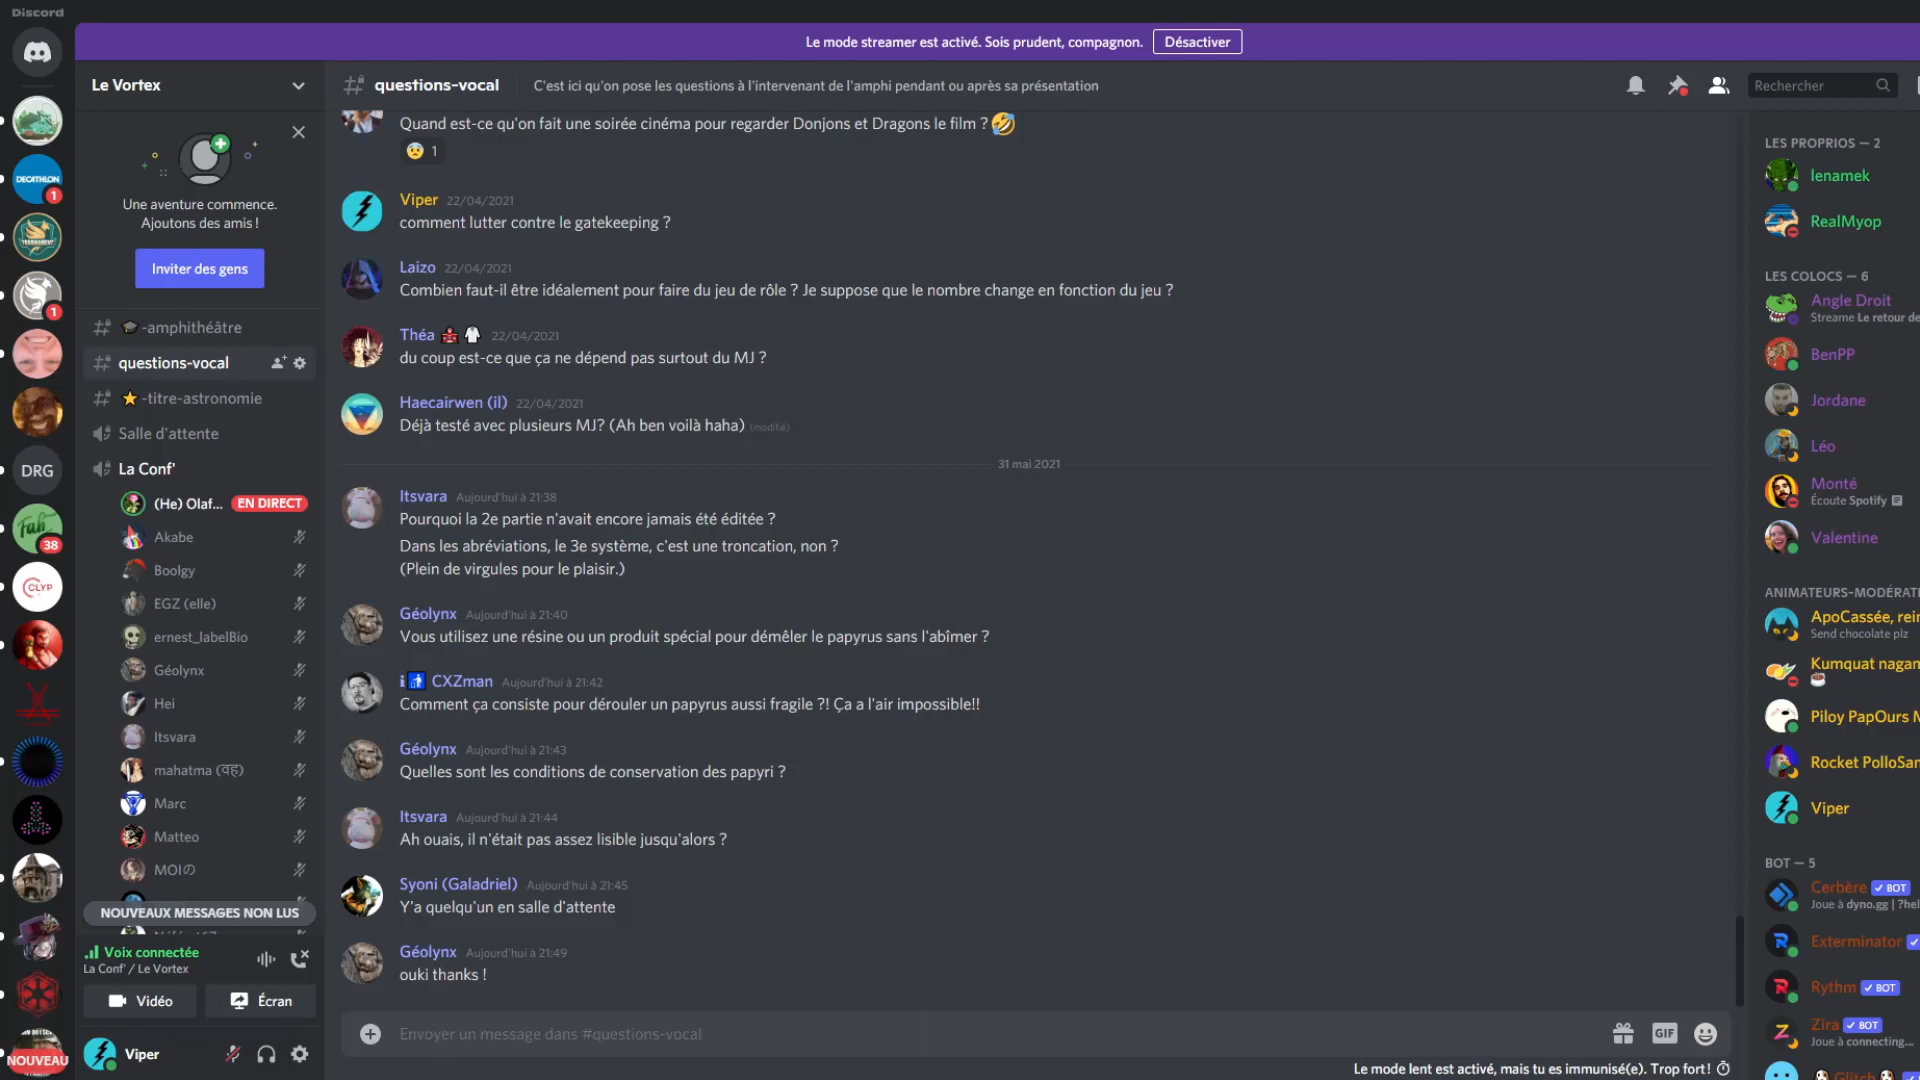 Discord
Le mode streamer est activé. Sois prudent, compagnon.
Désactiver
Le Vortex
questions-vocal
C'est ici qu'on pose les questions à l'intervenant de l'amphi pendant ou après sa présentation
Rechercher
DECATHLON
1
TOURNAMENT
1
DRG
Fah
38
CLYP
NOUVEAU
Une aventure commence.
Ajoutons des amis !
Inviter des gens
-amphithéâtre
questions-vocal
-titre-astronomie
Salle d'attente
La Conf'
(He) Olaf...
EN DIRECT
Akabe
Boolgy
EGZ (elle)
ernest_labelBio
Géolynx
Hei
Itsvara
mahatma (वह)
Marc
Matteo
MOIの
NOUVEAUX MESSAGES NON LUS
Voix connectée
La Conf' / Le Vortex
Vidéo
Écran
Viper
Quand est-ce qu'on fait une soirée cinéma pour regarder Donjons et Dragons le film ? 🤣
😨 1
Viper 22/04/2021
comment lutter contre le gatekeeping ?
Laizo 22/04/2021
Combien faut-il être idéalement pour faire du jeu de rôle ? Je suppose que le nombre change en fonction du jeu ?
Théa 22/04/2021
du coup est-ce que ça ne dépend pas surtout du MJ ?
Haecairwen (il) 22/04/2021
Déjà testé avec plusieurs MJ? (Ah ben voilà haha) (modifié)
31 mai 2021
Itsvara Aujourd'hui à 21:38
Pourquoi la 2e partie n'avait encore jamais été éditée ?
Dans les abréviations, le 3e système, c'est une troncation, non ?
(Plein de virgules pour le plaisir.)
Géolynx Aujourd'hui à 21:40
Vous utilisez une résine ou un produit spécial pour démêler le papyrus sans l'abîmer ?
ℹ🚮 CXZman Aujourd'hui à 21:42
Comment ça consiste pour dérouler un papyrus aussi fragile ?! Ça a l'air impossible!!
Géolynx Aujourd'hui à 21:43
Quelles sont les conditions de conservation des papyri ?
Itsvara Aujourd'hui à 21:44
Ah ouais, il n'était pas assez lisible jusqu'alors ?
Syoni (Galadriel) Aujourd'hui à 21:45
Y'a quelqu'un en salle d'attente
Géolynx Aujourd'hui à 21:49
ouki thanks !
Envoyer un message dans #questions-vocal
GIF
Le mode lent est activé, mais tu es immunisé(e). Trop fort !
LES PROPRIOS — 2
lenamek
RealMyop
LES COLOCS — 6
Angle Droit
Streame Le retour de
BenPP
Jordane
Léo
Monté
Écoute Spotify
Valentine
ANIMATEURS-MODÉRATI
ApoCassée, rei
Send chocolate plz
Kumquat nagam
Piloy PapOurs M
Rocket PolloSan
Viper
BOT — 5
Cerbère BOT
Joue à dyno.gg | ?hel
Exterminator
Rythm BOT
Zira BOT
Joue à connecting...